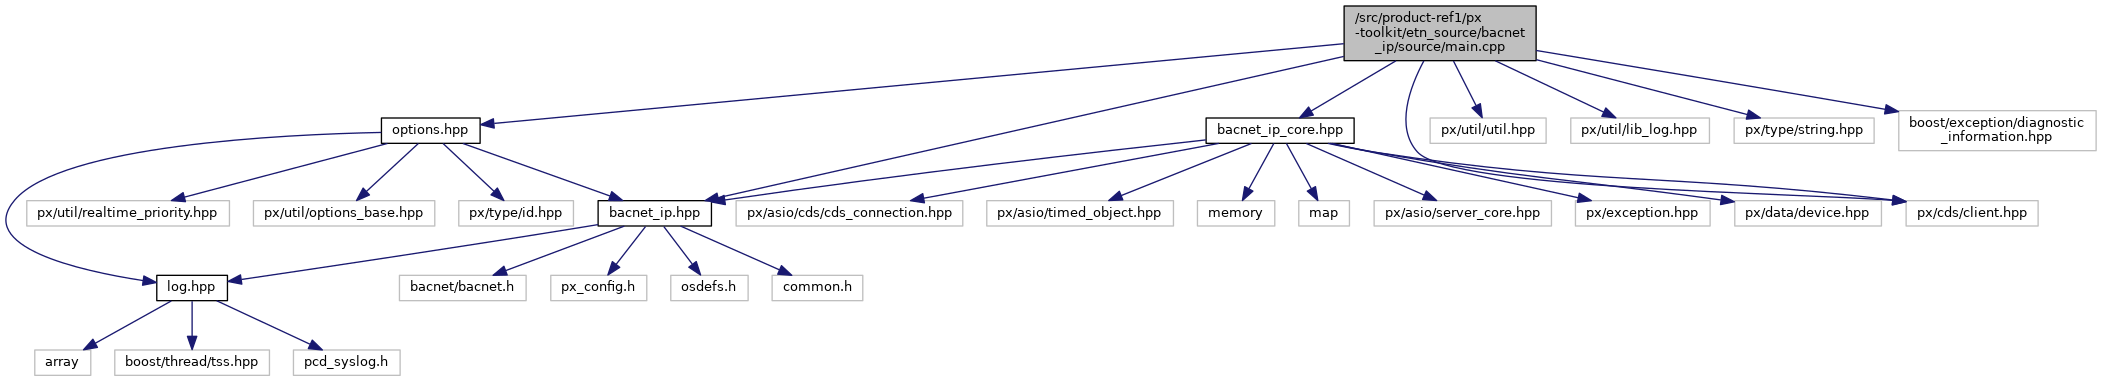 /src/product-ref1/px
-toolkit/etn_source/bacnet
_ip/source/main.cpp
options.hpp
bacnet_ip_core.hpp
px/util/util.hpp
px/util/lib_log.hpp
px/type/string.hpp
boost/exception/diagnostic
_information.hpp
px/util/realtime_priority.hpp
px/util/options_base.hpp
px/type/id.hpp
bacnet_ip.hpp
px/asio/cds/cds_connection.hpp
px/asio/timed_object.hpp
memory
map
px/asio/server_core.hpp
px/exception.hpp
px/data/device.hpp
px/cds/client.hpp
log.hpp
bacnet/bacnet.h
px_config.h
osdefs.h
common.h
array
boost/thread/tss.hpp
pcd_syslog.h